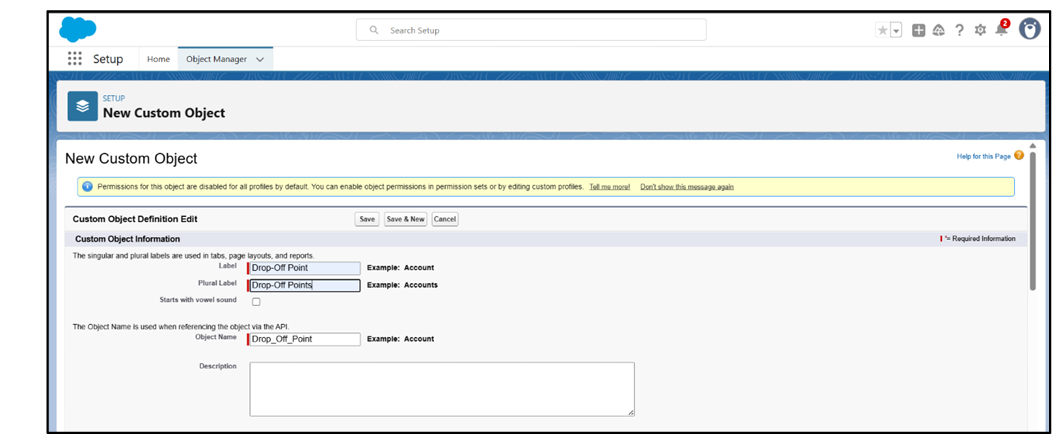 Search Setup
2
Setup Home Object Manager
SETUP
New Custom Object
New Custom Object
Help for this Page
Permissions for this object are disabled for all profiles by default. You can enable object permissions in permission sets or by editing custom profiles. Tell me more! Don't show this message again
Custom Object Definition Edit Save Save & New Cancel
Custom Object Information = Required Information
The singular and plural labels are used in tabs, page layouts, and reports.
Label Drop-Off Point Example: Account
Plural Label Drop-Off Points Example: Accounts
Starts with vowel sound
The Object Name is used when referencing the object via the API.
Object Name Drop_Off_Point Example: Account
Description